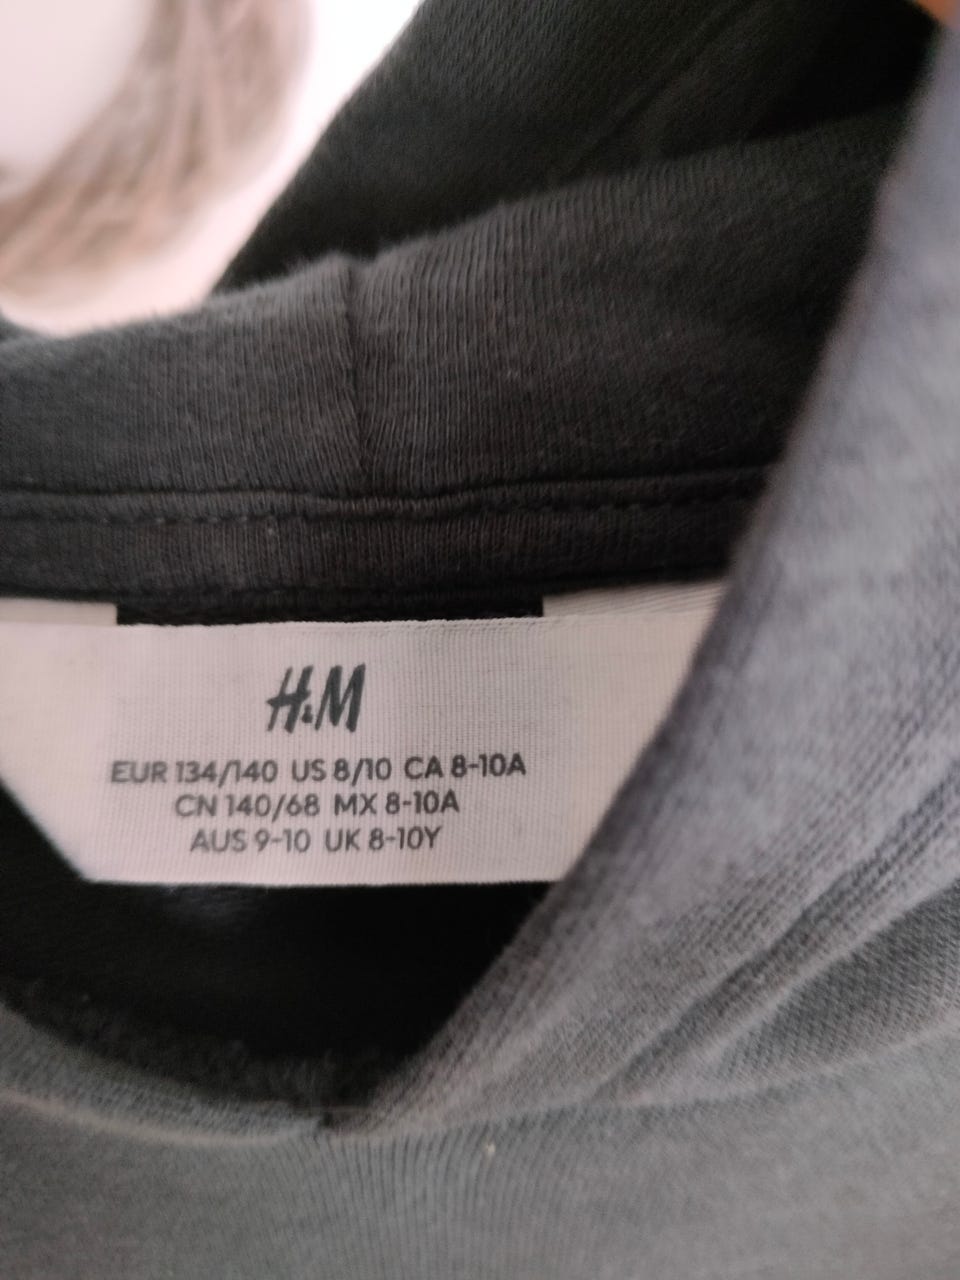 H&M
EUR 134/140 US 8/10 CA 8-10A
CN 140/68 MX 8-10A
AUS 9-10 UK 8-10Y